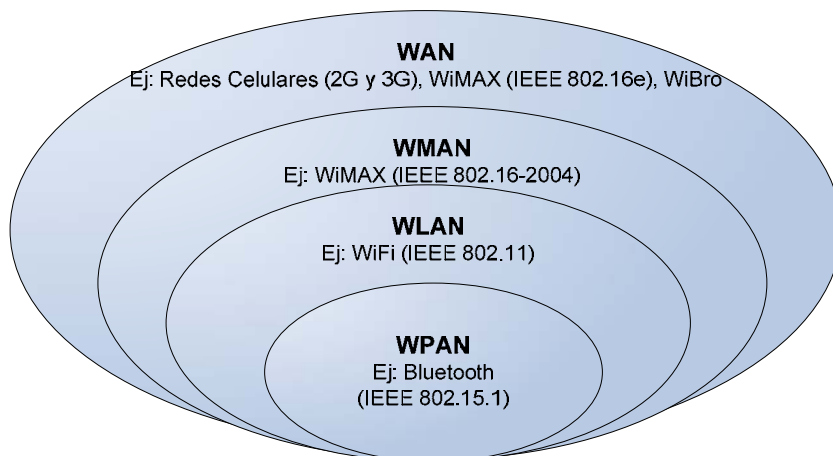 WAN
Ej: Redes Celulares (2G y 3G), WiMAX (IEEE 802.16e), WiBro
WMAN
Ej: WiMAX (IEEE 802.16-2004)
WLAN
Ej: WiFi (IEEE 802.11)
WPAN
Ej: Bluetooth
(IEEE 802.15.1)